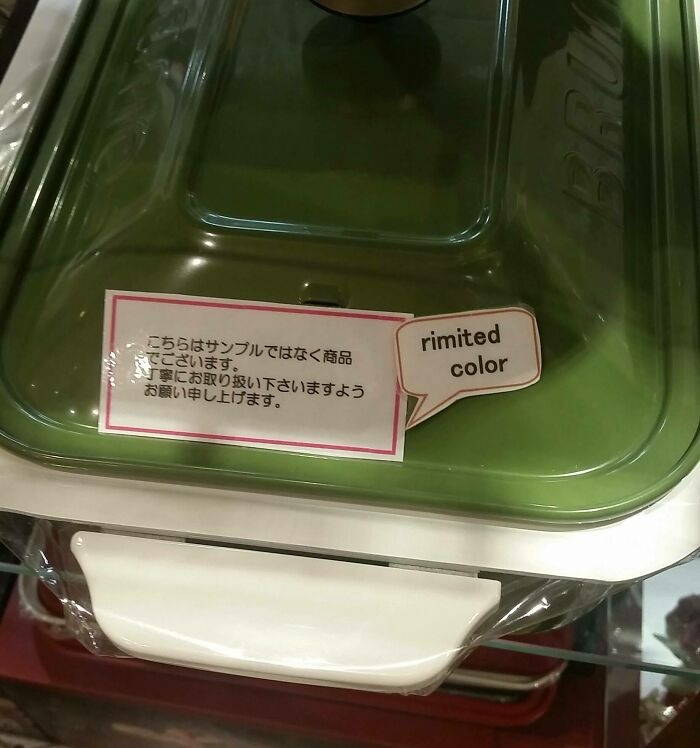 BRU
こちらはサンプルではなく商品
でございます。
丁寧にお取り扱い下さいますよう
お願い申し上げます。
rimited
color